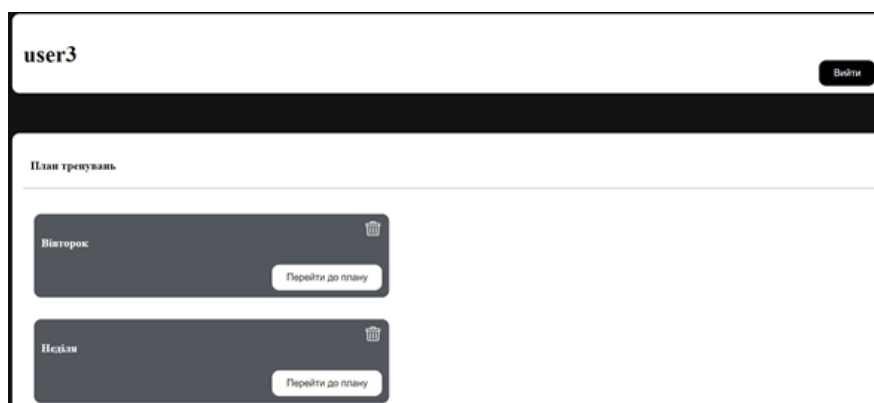 user3
Вийти
План тренувань
Вівторок
Перейти до плану
Неділя
Перейти до плану